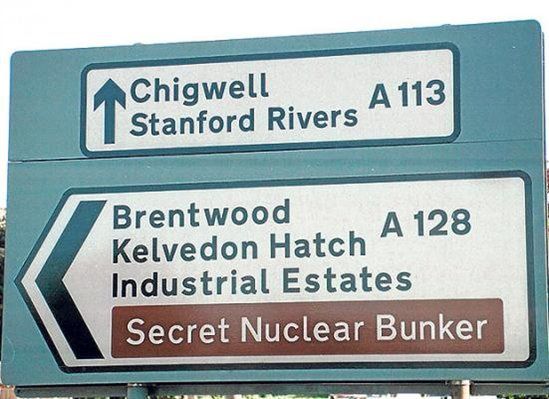 Chigwell
Stanford Rivers A 113
Brentwood
Kelvedon Hatch A 128
Industrial Estates
Secret Nuclear Bunker